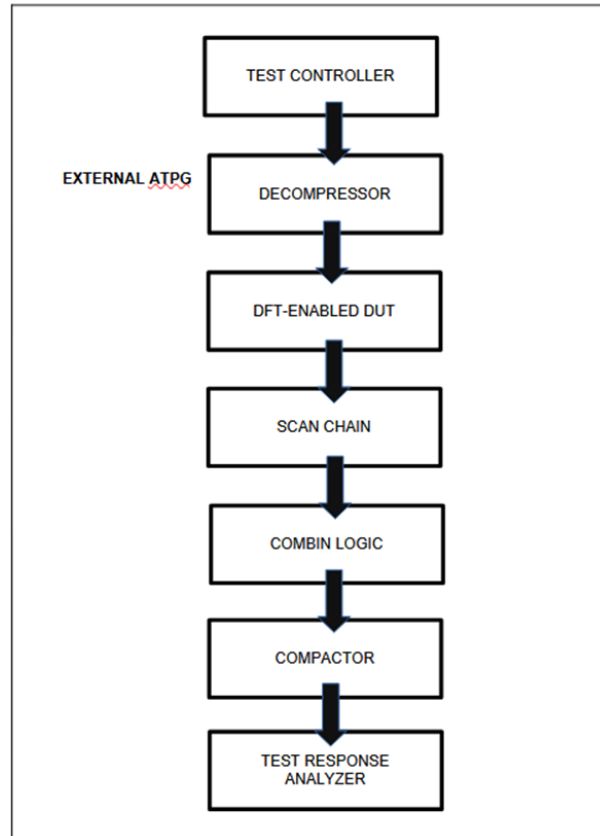 TEST CONTROLLER
EXTERNAL ATPG
DECOMPRESSOR
DFT-ENABLED DUT
SCAN CHAIN
COMBIN LOGIC
COMPACTOR
TEST RESPONSE
ANALYZER